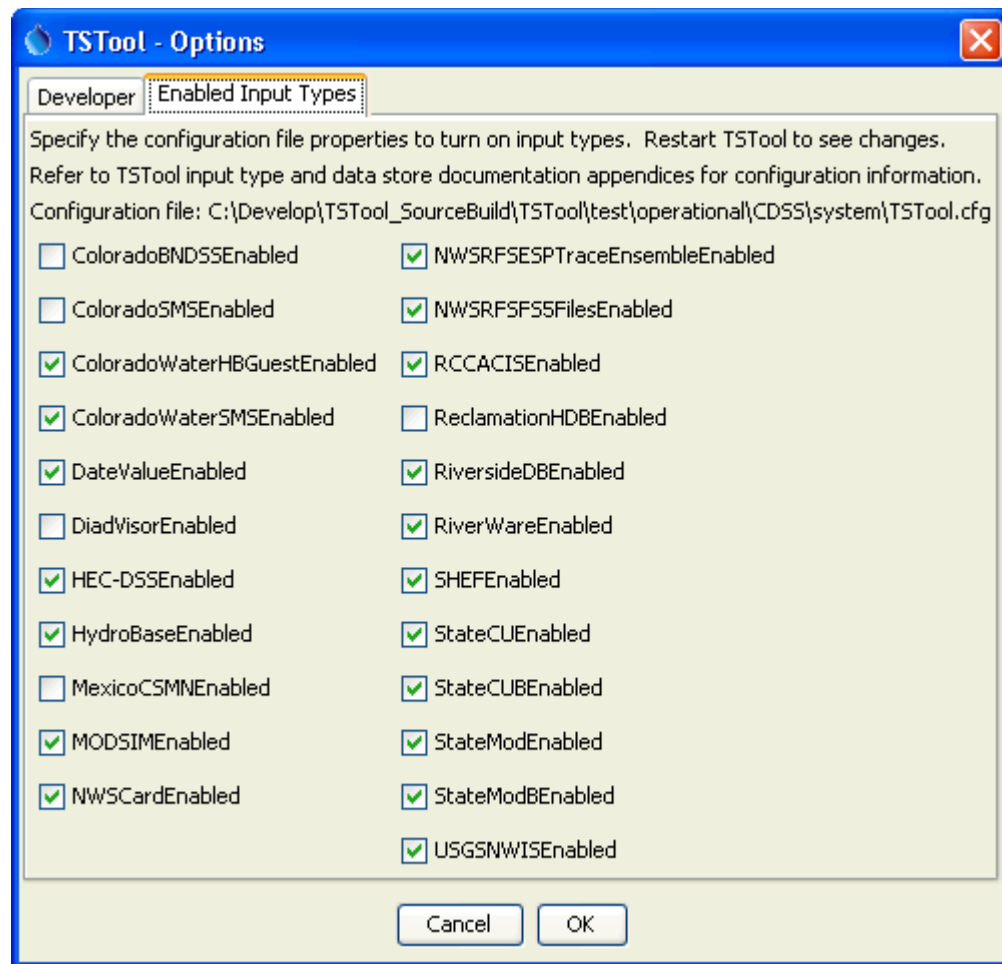 TSTool - Options
Developer
Enabled Input Types
Specify the configuration file properties to turn on input types.  Restart TSTool to see changes.
Refer to TSTool input type and data store documentation appendices for configuration information.
Configuration file: C:\Develop\TSTool_SourceBuild\TSTool\test\operational\CDSS\system\TSTool.cfg
ColoradoBNDSSEnabled
ColoradoSMSEnabled
ColoradoWaterHBGuestEnabled
ColoradoWaterSMSEnabled
DateValueEnabled
DiadVisorEnabled
HEC-DSSEnabled
HydroBaseEnabled
MexicoCSMNEnabled
MODSIMEnabled
NWSCardEnabled
NWSRFSESPTraceEnsembleEnabled
NWSRFSFS5FilesEnabled
RCCACISEnabled
ReclamationHDBEnabled
RiversideDBEnabled
RiverWareEnabled
SHEFEnabled
StateCUEnabled
StateCUBEnabled
StateModEnabled
StateModBEnabled
USGSNWISEnabled
Cancel
OK